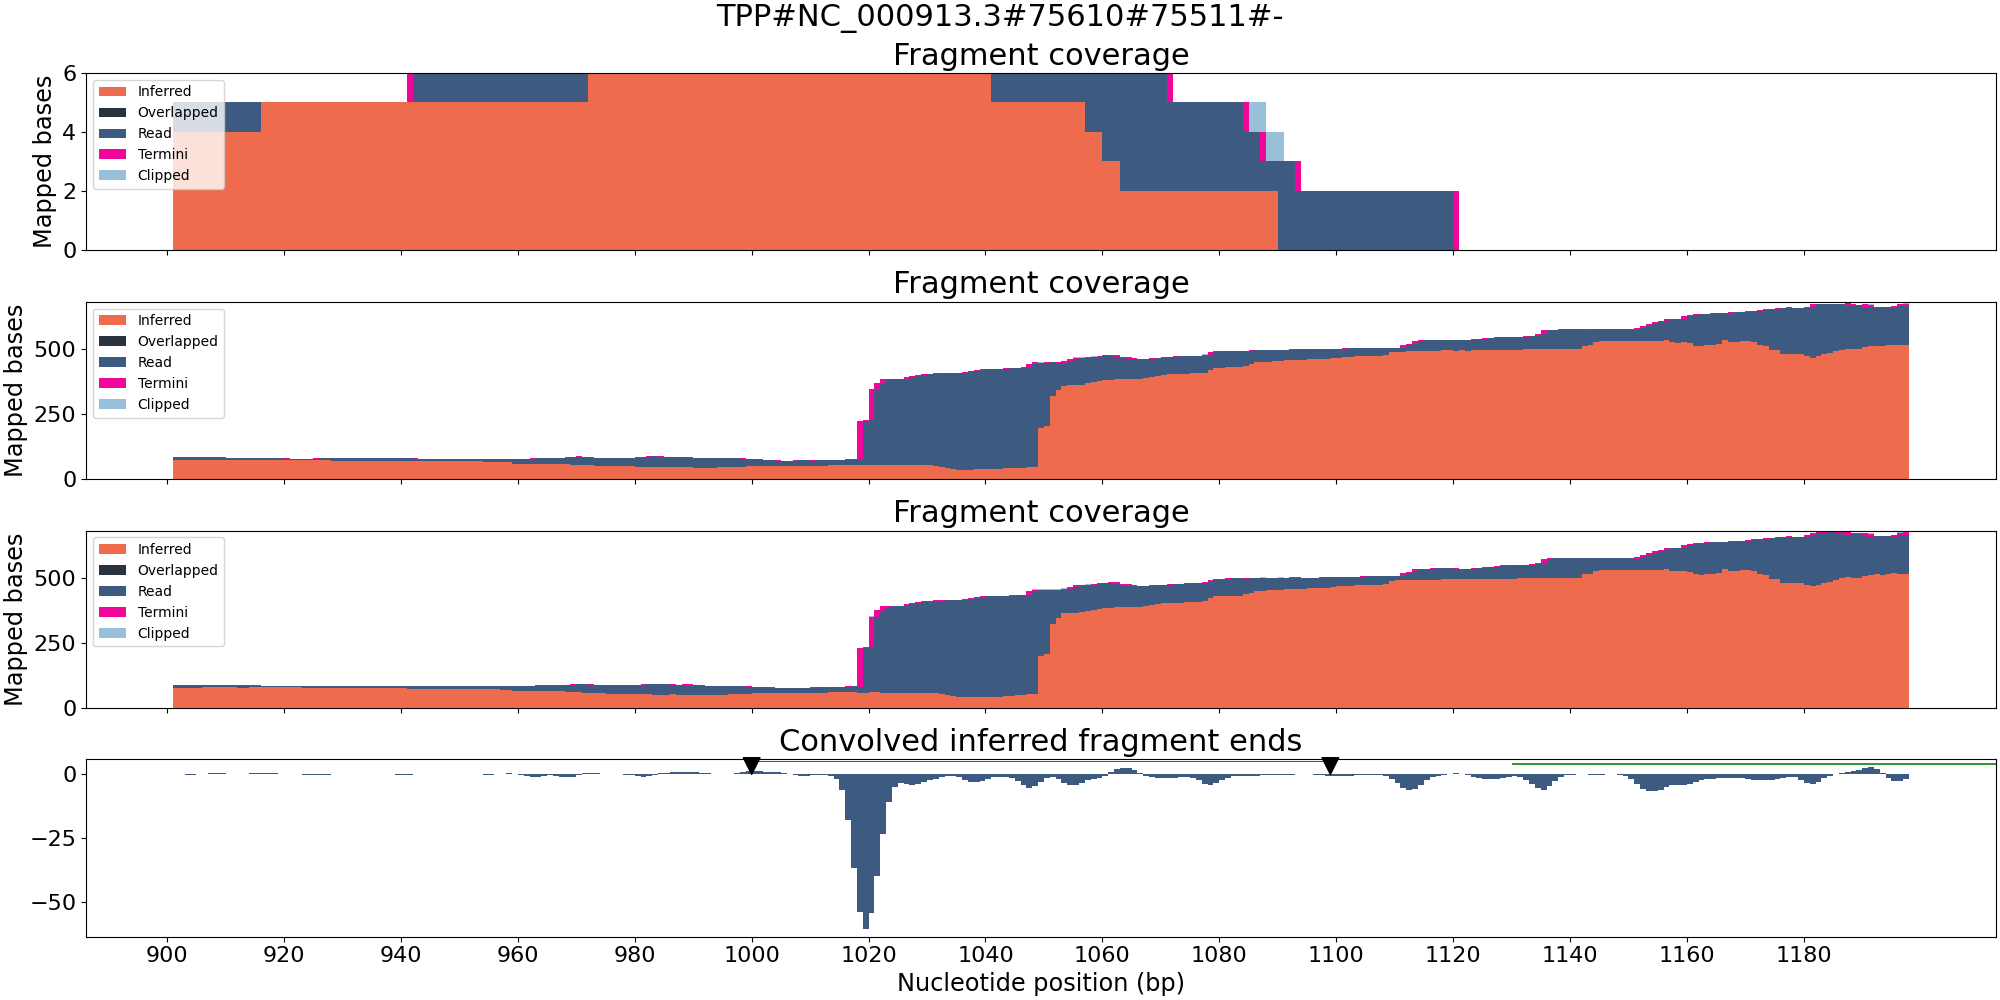 TPP#NC_000913.3#75610#75511#-
Fragment coverage
Mapped bases
6
4
2
0
Inferred
Overlapped
Read
Termini
Clipped
Fragment coverage
Mapped bases
500
250
0
Inferred
Overlapped
Read
Termini
Clipped
Fragment coverage
Mapped bases
500
250
0
Inferred
Overlapped
Read
Termini
Clipped
Convolved inferred fragment ends
0
−25
−50
900 920 940 960 980 1000 1020 1040 1060 1080 1100 1120 1140 1160 1180
Nucleotide position (bp)